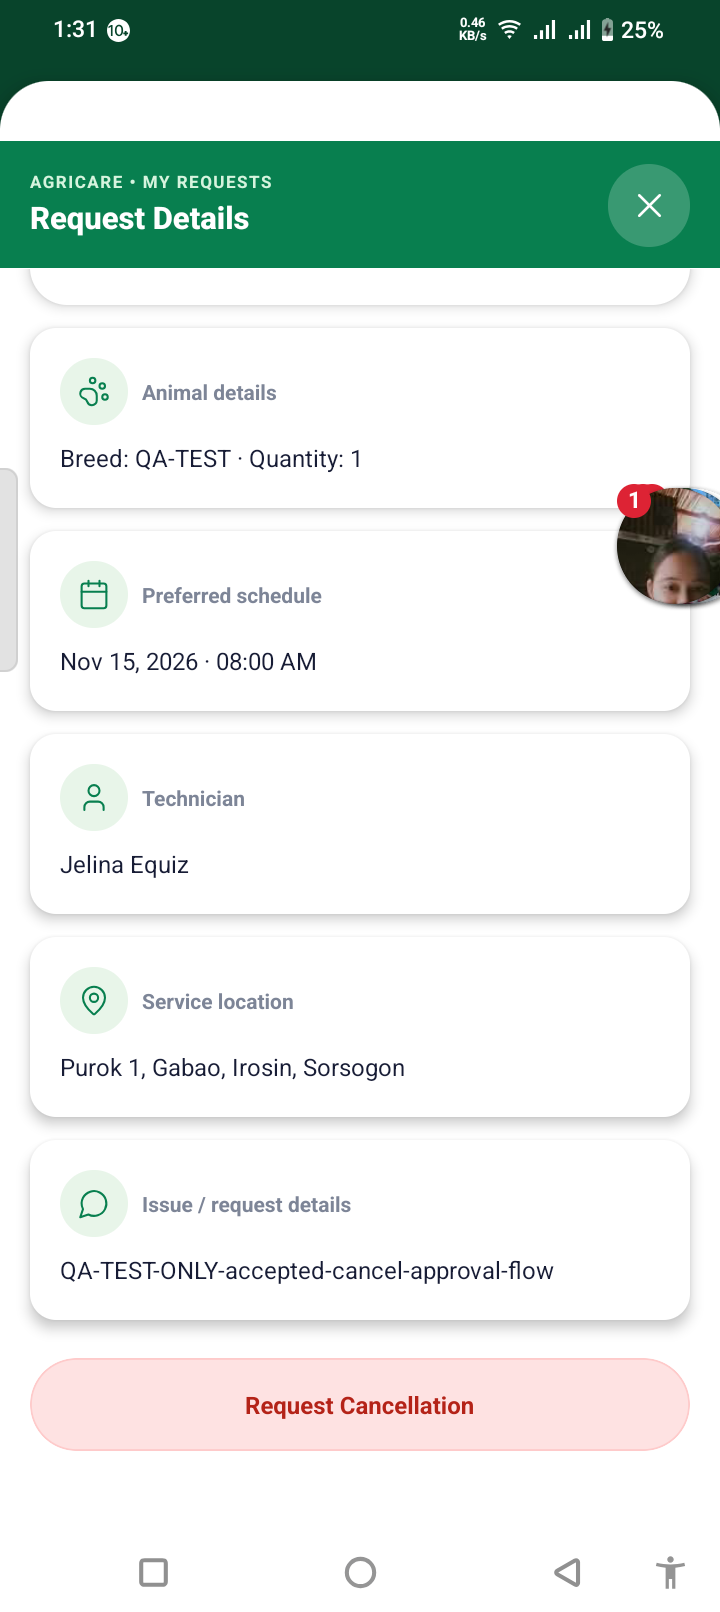 1:31
10.
0.46
KB/s
25%
AGRICARE • MY REQUESTS
Request Details
Animal details
Breed: QA-TEST · Quantity: 1
1
Preferred schedule
Nov 15, 2026 · 08:00 AM
Technician
Jelina Equiz
Service location
Purok 1, Gabao, Irosin, Sorsogon
Issue / request details
QA-TEST-ONLY-accepted-cancel-approval-flow
Request Cancellation